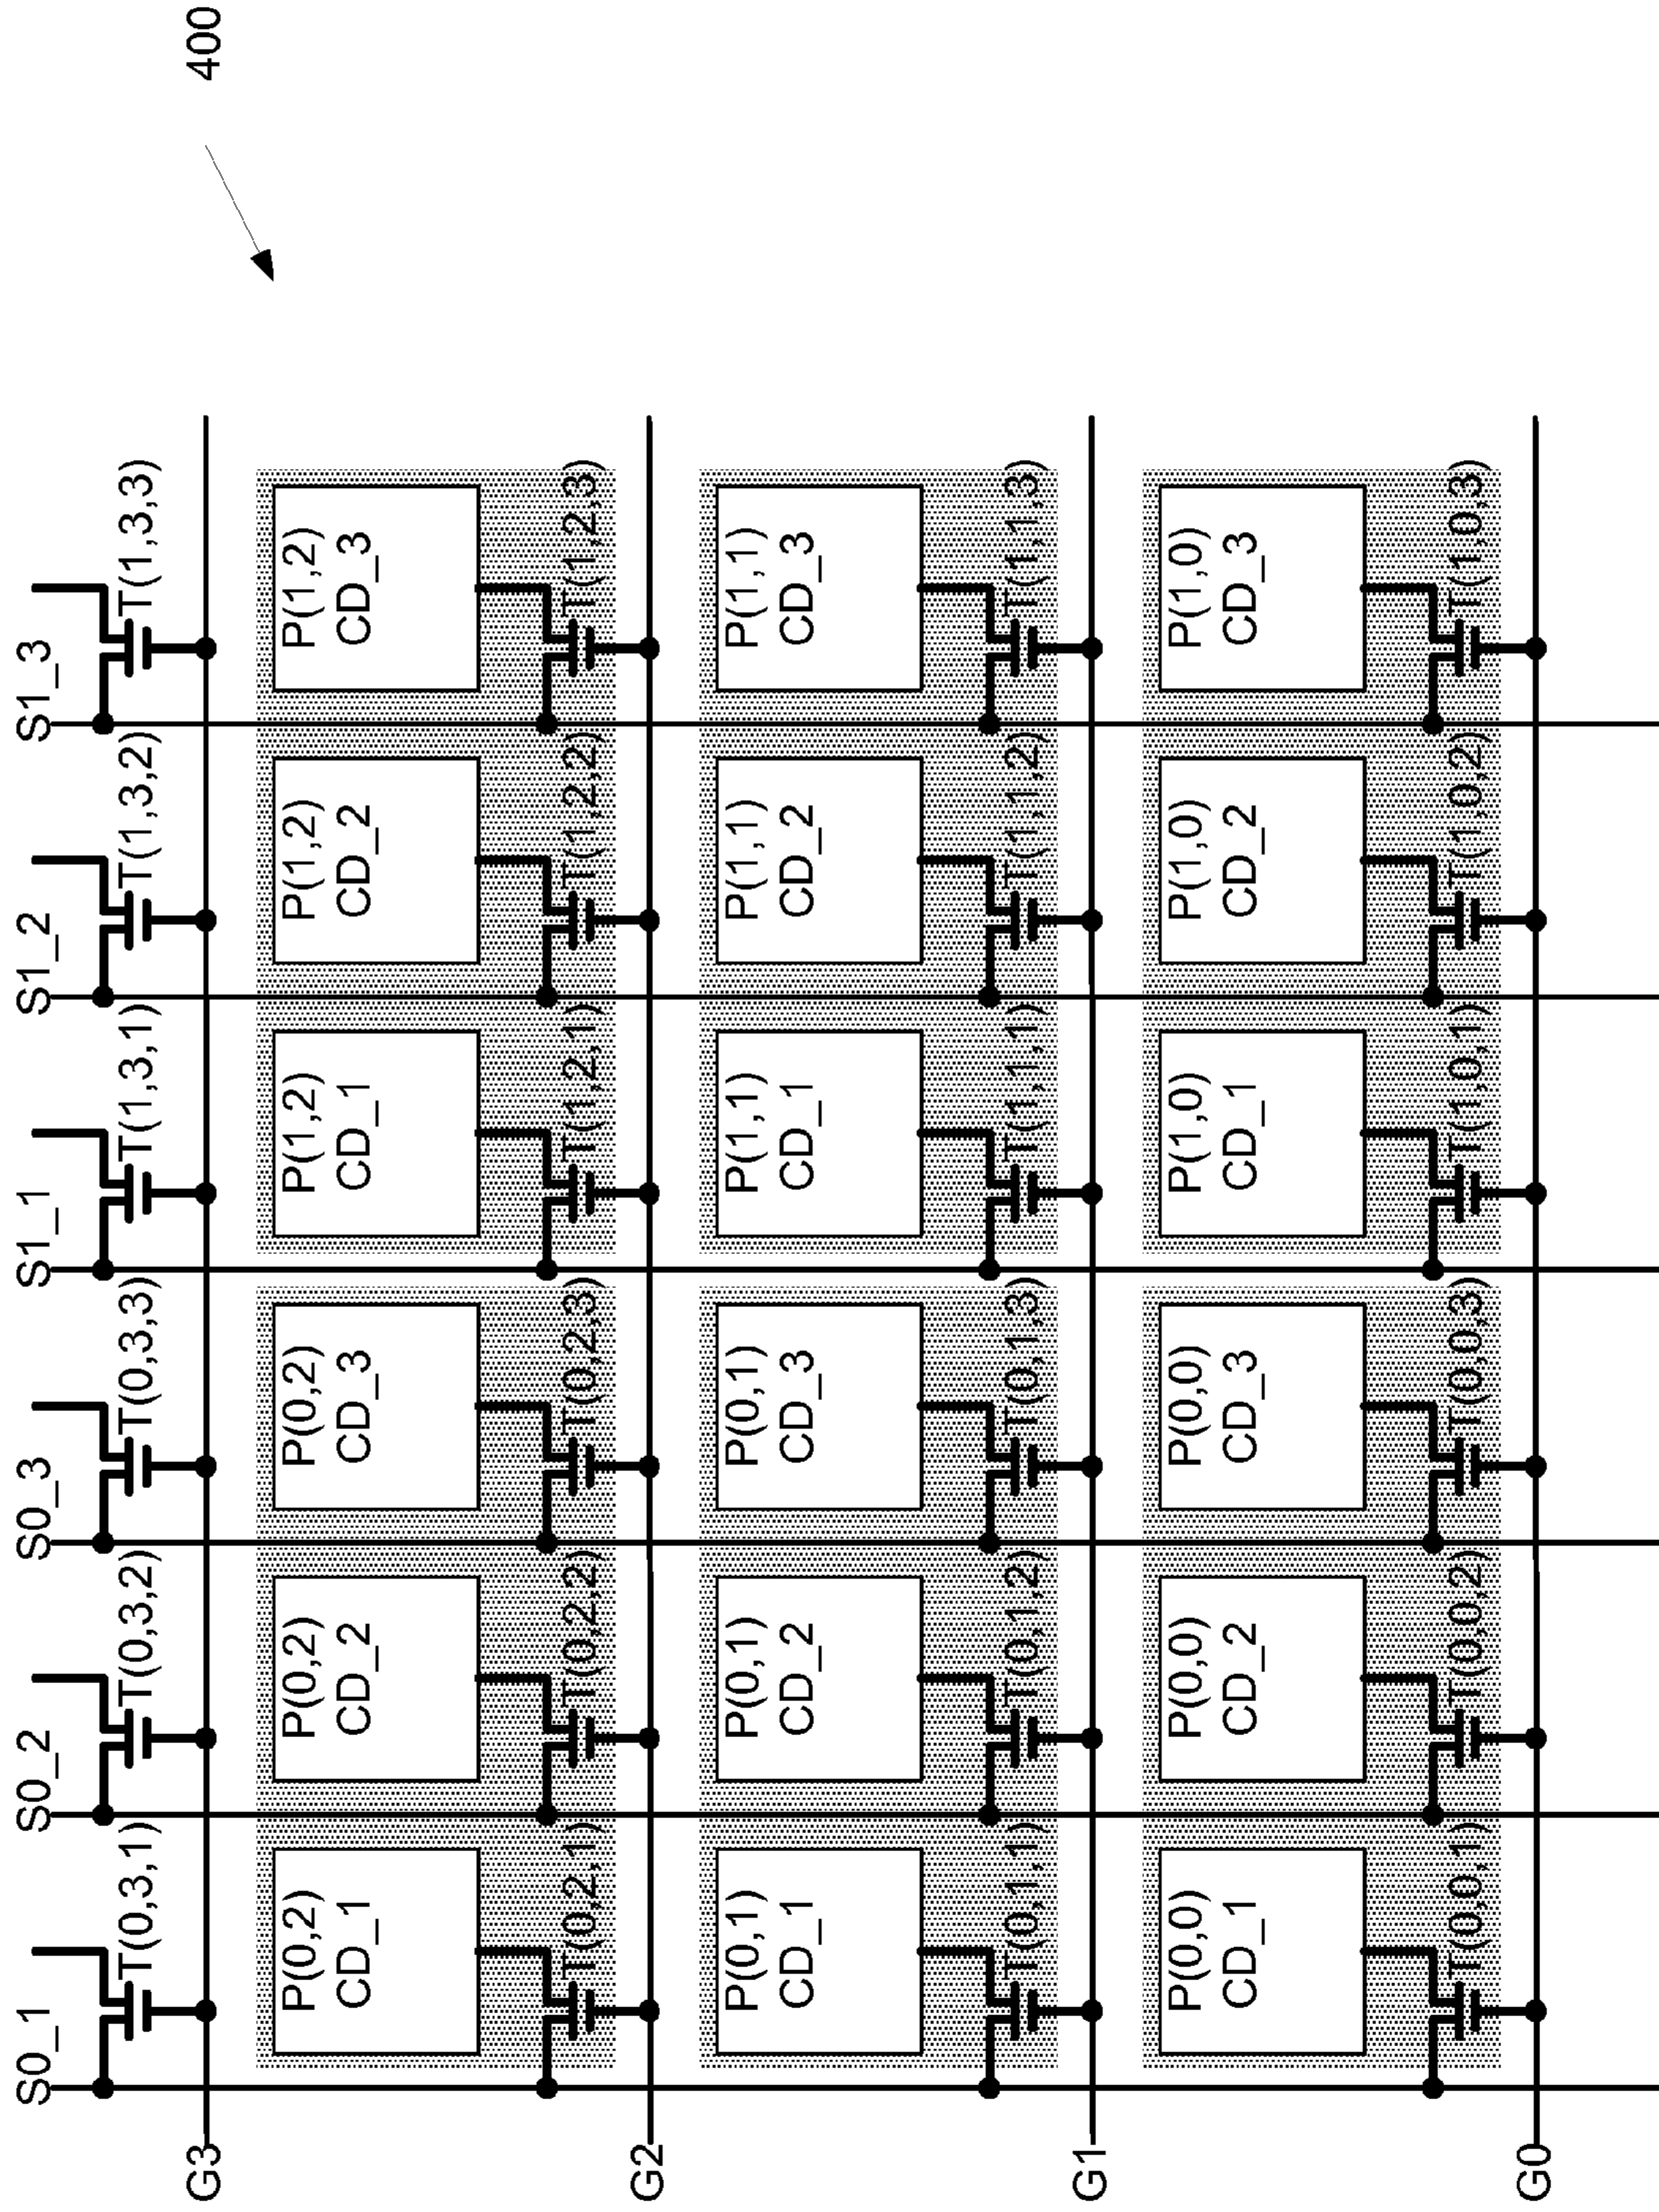 S0_1 S0_2 S0_3 S1_1 S1_2 S1_3
T(0,3,1) T(0,3,2) T(0,3,3) T(1,3,1) T(1,3,2) T(1,3,3)
G3 400
P(0,2) P(0,2) P(0,2) P(1,2) P(1,2) P(1,2)
CD_1 CD_2 CD_3 CD_1 CD_2 CD_3
T(0,2,1) T(0,2,2) T(0,2,3) T(1,2,1) T(1,2,2) T(1,2,3)
G2
P(0,1) P(0,1) P(0,1) P(1,1) P(1,1) P(1,1)
CD_1 CD_2 CD_3 CD_1 CD_2 CD_3
T(0,1,1) T(0,1,2) T(0,1,3) T(1,1,1) T(1,1,2) T(1,1,3)
G1
P(0,0) P(0,0) P(0,0) P(1,0) P(1,0) P(1,0)
CD_1 CD_2 CD_3 CD_1 CD_2 CD_3
T(0,0,1) T(0,0,2) T(0,0,3) T(1,0,1) T(1,0,2) T(1,0,3)
G0